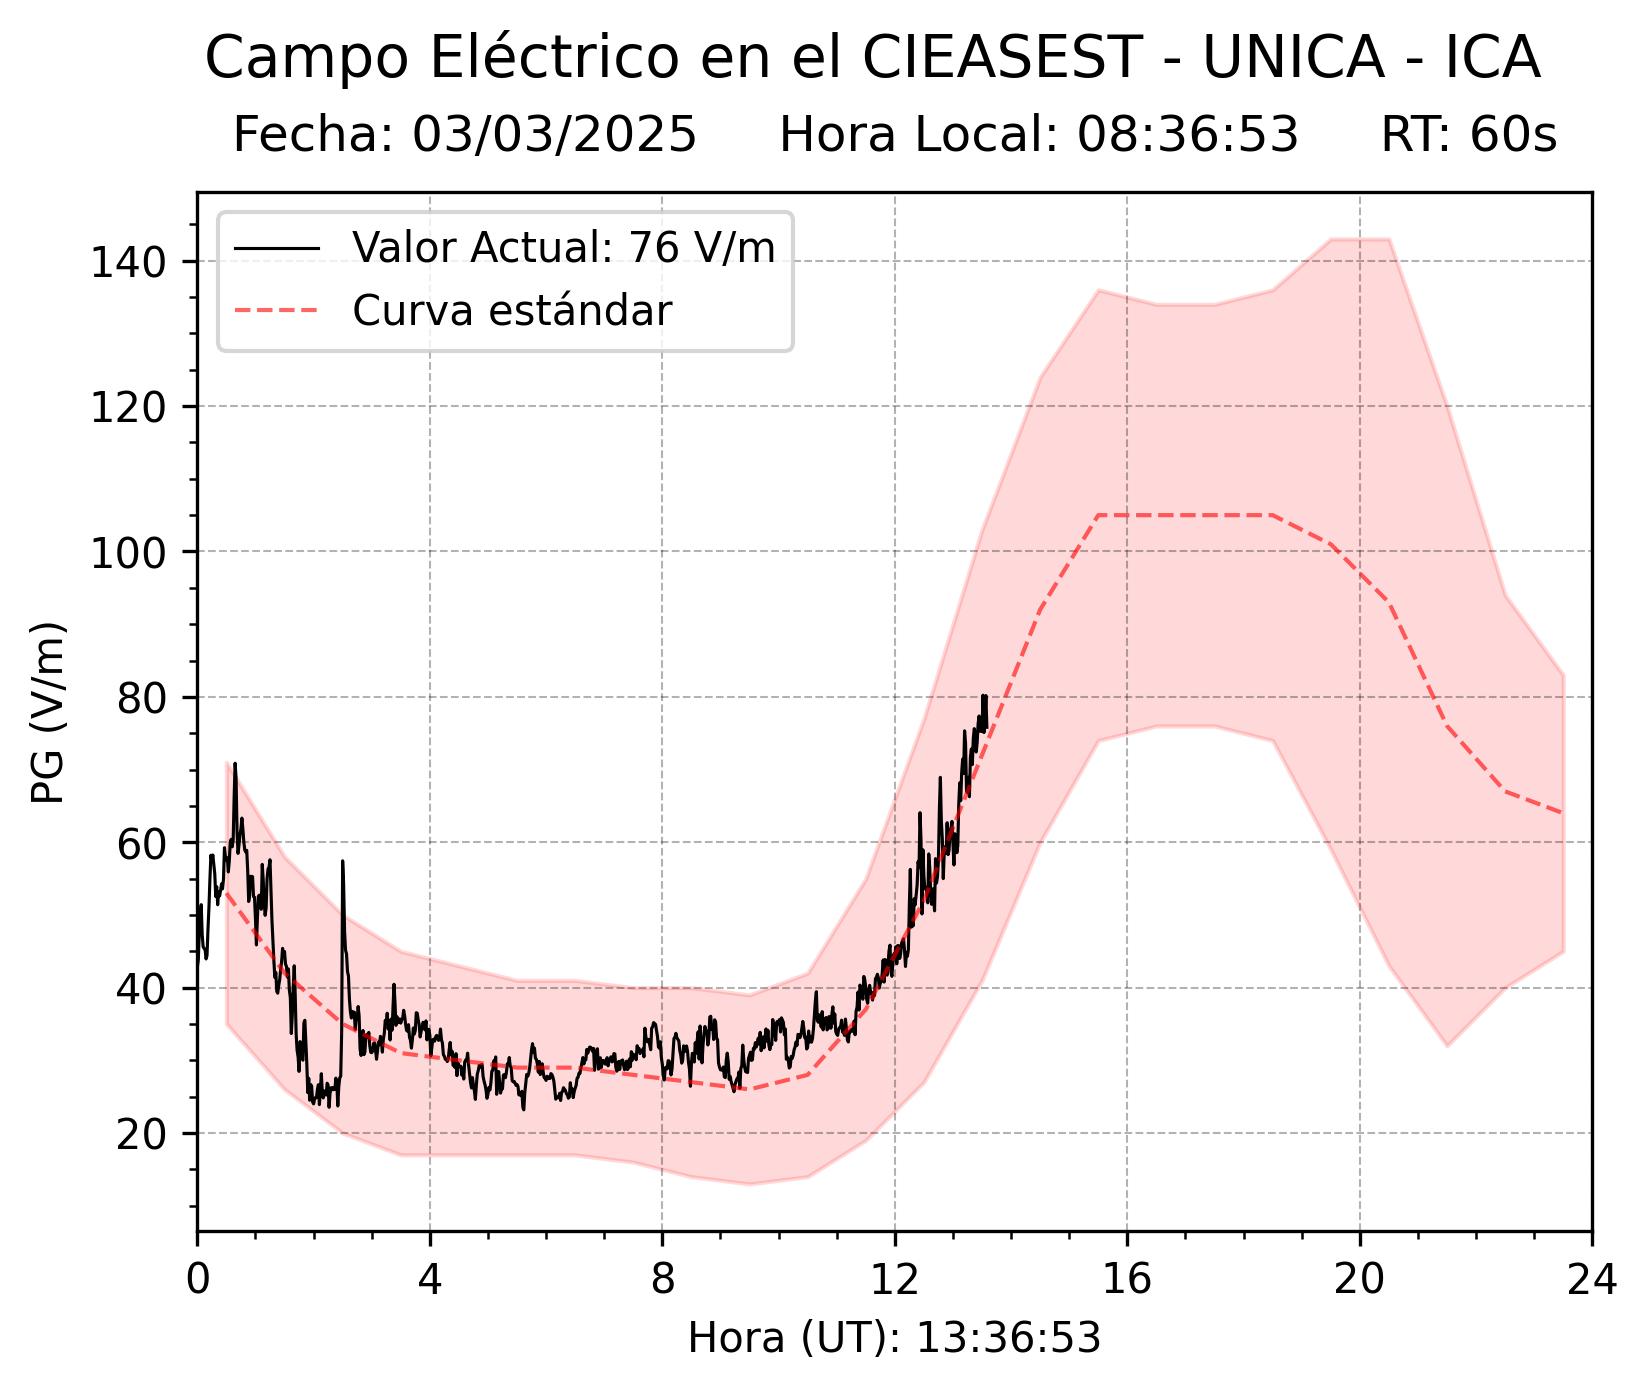 Campo Eléctrico en el CIEASEST - UNICA - ICA
Fecha: 03/03/2025 Hora Local: 08:36:53 RT: 60s
Valor Actual: 76 V/m
Curva estándar
PG (V/m)
140
120
100
80
60
40
20
0 4 8 12 16 20 24
Hora (UT): 13:36:53